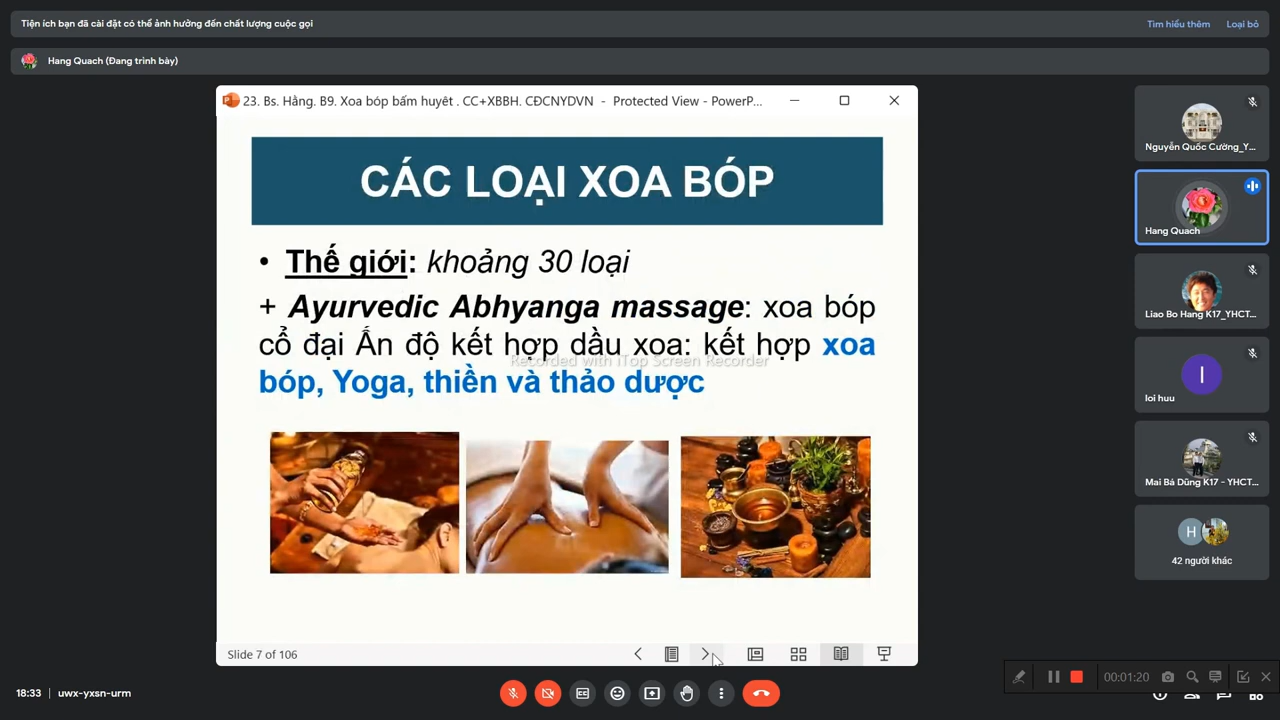 Tiện ích bạn đã cài đặt có thể ảnh hưởng đến chất lượng cuộc gọi
Tìm hiểu thêm
Loại bỏ
Hang Quach (Đang trình bày)
23. Bs. Hằng. B9. Xoa bóp bấm huyệt . CC+XBBH. CĐCNYDVN - Protected View - PowerP...
CÁC LOẠI XOA BÓP
• Thế giới: khoảng 30 loại
+ Ayurvedic Abhyanga massage: xoa bóp
cổ đại Ấn độ kết hợp dầu xoa: kết hợp xoa
Recorded with iTop Screen Recorder
bóp, Yoga, thiền và thảo dược
Slide 7 of 106
Nguyễn Quốc Cường_Y...
Hang Quach
Liao Bo Hang K17_YHCT...
I
loi huu
Mai Bá Dũng K17 - YHCT...
H
42 người khác
18:33
uwx-yxsn-urm
00:01:20